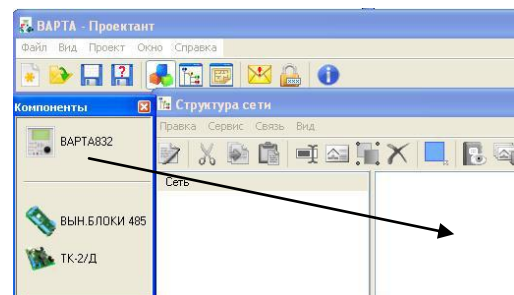 ВАРТА - Проектант
Файл Вид Проект Окно Справка
Компоненты
Структура сети
Правка Сервис Связь Вид
ВАРТА832
Сеть
ВЫН.БЛОКИ 485
ТК-2/Д